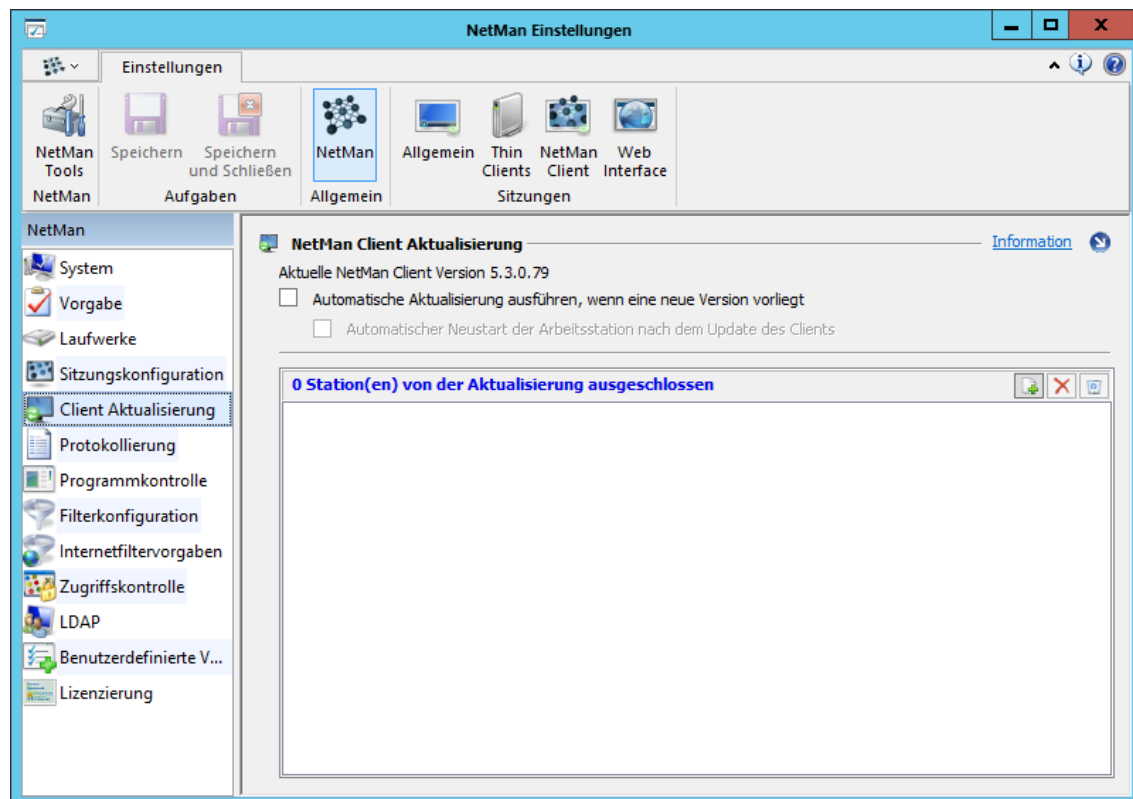 NetMan Einstellungen
Einstellungen
NetMan Tools
Speichern
Speichern und Schließen
NetMan
Allgemein
Thin Clients
NetMan Client
Web Interface
NetMan
Aufgaben
Allgemein
Sitzungen
NetMan
System
Vorgabe
Laufwerke
Sitzungskonfiguration
Client Aktualisierung
Protokollierung
Programmkontrolle
Filterkonfiguration
Internetfiltervorgaben
Zugriffskontrolle
LDAP
Benutzerdefinierte V...
Lizenzierung
NetMan Client Aktualisierung
Information
Aktuelle NetMan Client Version 5.3.0.79
Automatische Aktualisierung ausführen, wenn eine neue Version vorliegt
Automatischer Neustart der Arbeitsstation nach dem Update des Clients
0 Station(en) von der Aktualisierung ausgeschlossen